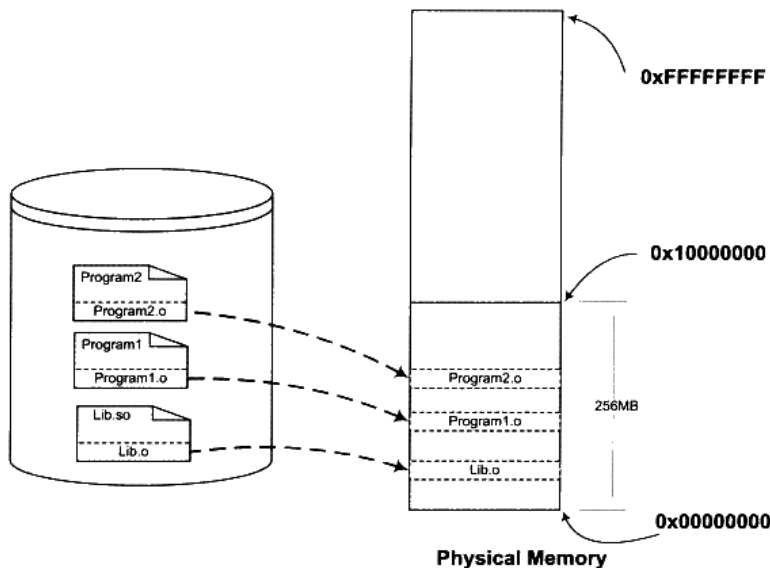 0xFFFFFFFF
0x10000000
Program2
Program2.o
Program1
Program1.o
Lib.so
Lib.o
Program2.o
Program1.o
Lib.o
256MB
0x00000000
Physical Memory